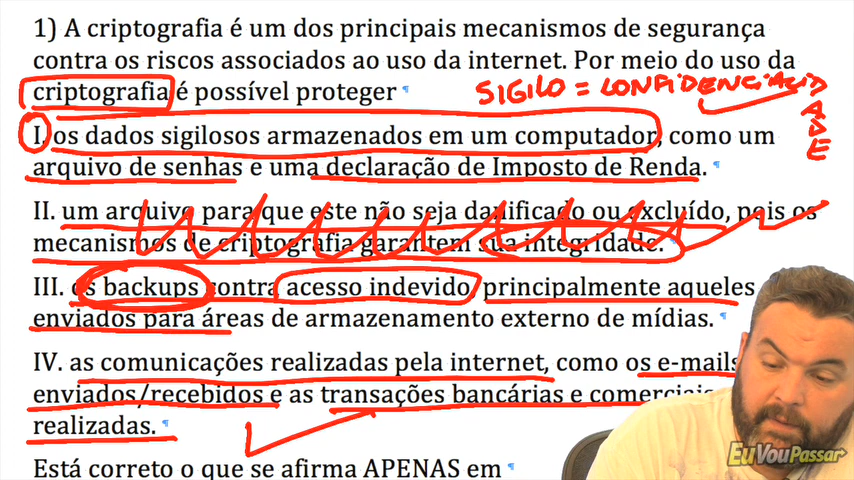 1) A criptografia é um dos principais mecanismos de segurança
contra os riscos associados ao uso da internet. Por meio do uso da
criptografia é possível proteger
SIGILO = CONFIDENCIALID
ADE
I. os dados sigilosos armazenados em um computador, como um
arquivo de senhas e uma declaração de Imposto de Renda.
II. um arquivo para que este não seja danificado ou excluído, pois os
mecanismos de criptografia garantem sua integridade.
III. os backups contra acesso indevido, principalmente aqueles
enviados para áreas de armazenamento externo de mídias.
IV. as comunicações realizadas pela internet, como os e-mails
enviados/recebidos e as transações bancárias e comerciais
realizadas.
Está correto o que se afirma APENAS em
EuVouPassar